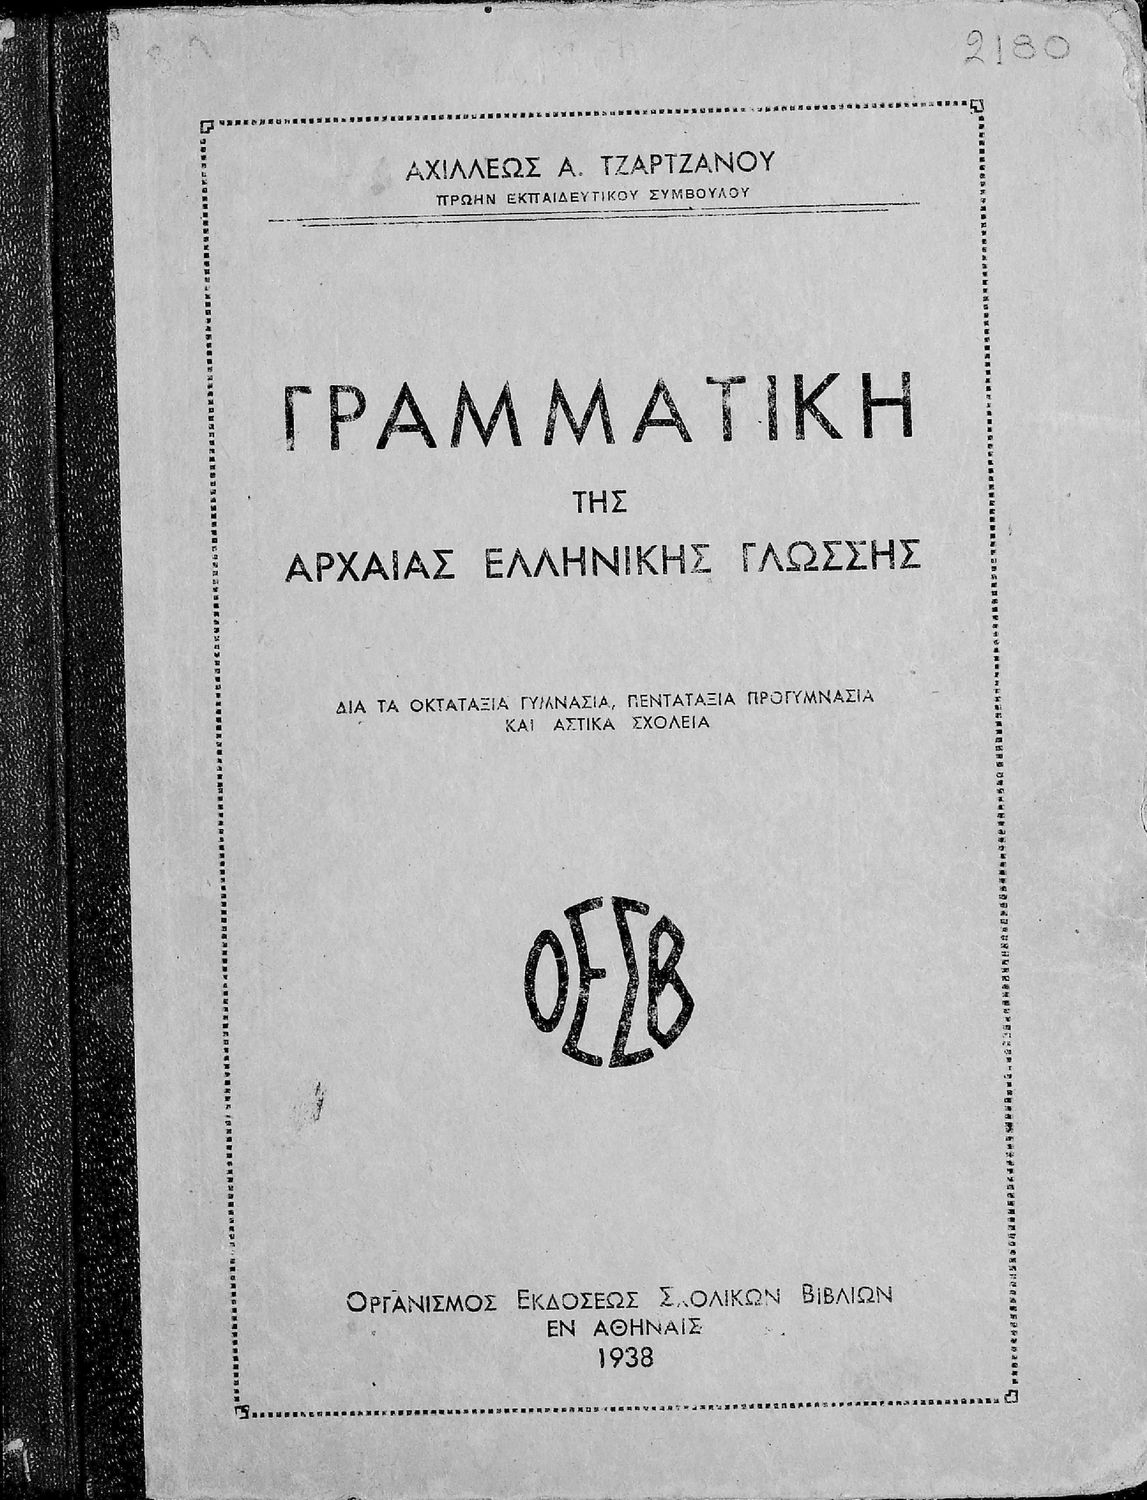 2180
ΑΧΙΛΛΕΩΣ Α. ΤΖΑΡΤΖΑΝΟΥ
ΠΡΩΗΝ ΕΚΠΑΙΔΕΥΤΙΚΟΥ ΣΥΜΒΟΥΛΟΥ
ΓΡΑΜΜΑΤΙΚΗ
ΤΗΣ
ΑΡΧΑΙΑΣ ΕΛΛΗΝΙΚΗΣ ΓΛΩΣΣΗΣ
ΔΙΑ ΤΑ ΟΚΤΑΤΑΞΙΑ ΓΥΜΝΑΣΙΑ, ΠΕΝΤΑΤΑΞΙΑ ΠΡΟΓΥΜΝΑΣΙΑ
ΚΑΙ ΑΣΤΙΚΑ ΣΧΟΛΕΙΑ
ΟΕΣΒ
ΟΡΓΑΝΙΣΜΟΣ ΕΚΔΟΣΕΩΣ ΣΧΟΛΙΚΩΝ ΒΙΒΛΙΩΝ
ΕΝ ΑΘΗΝΑΙΣ
1938